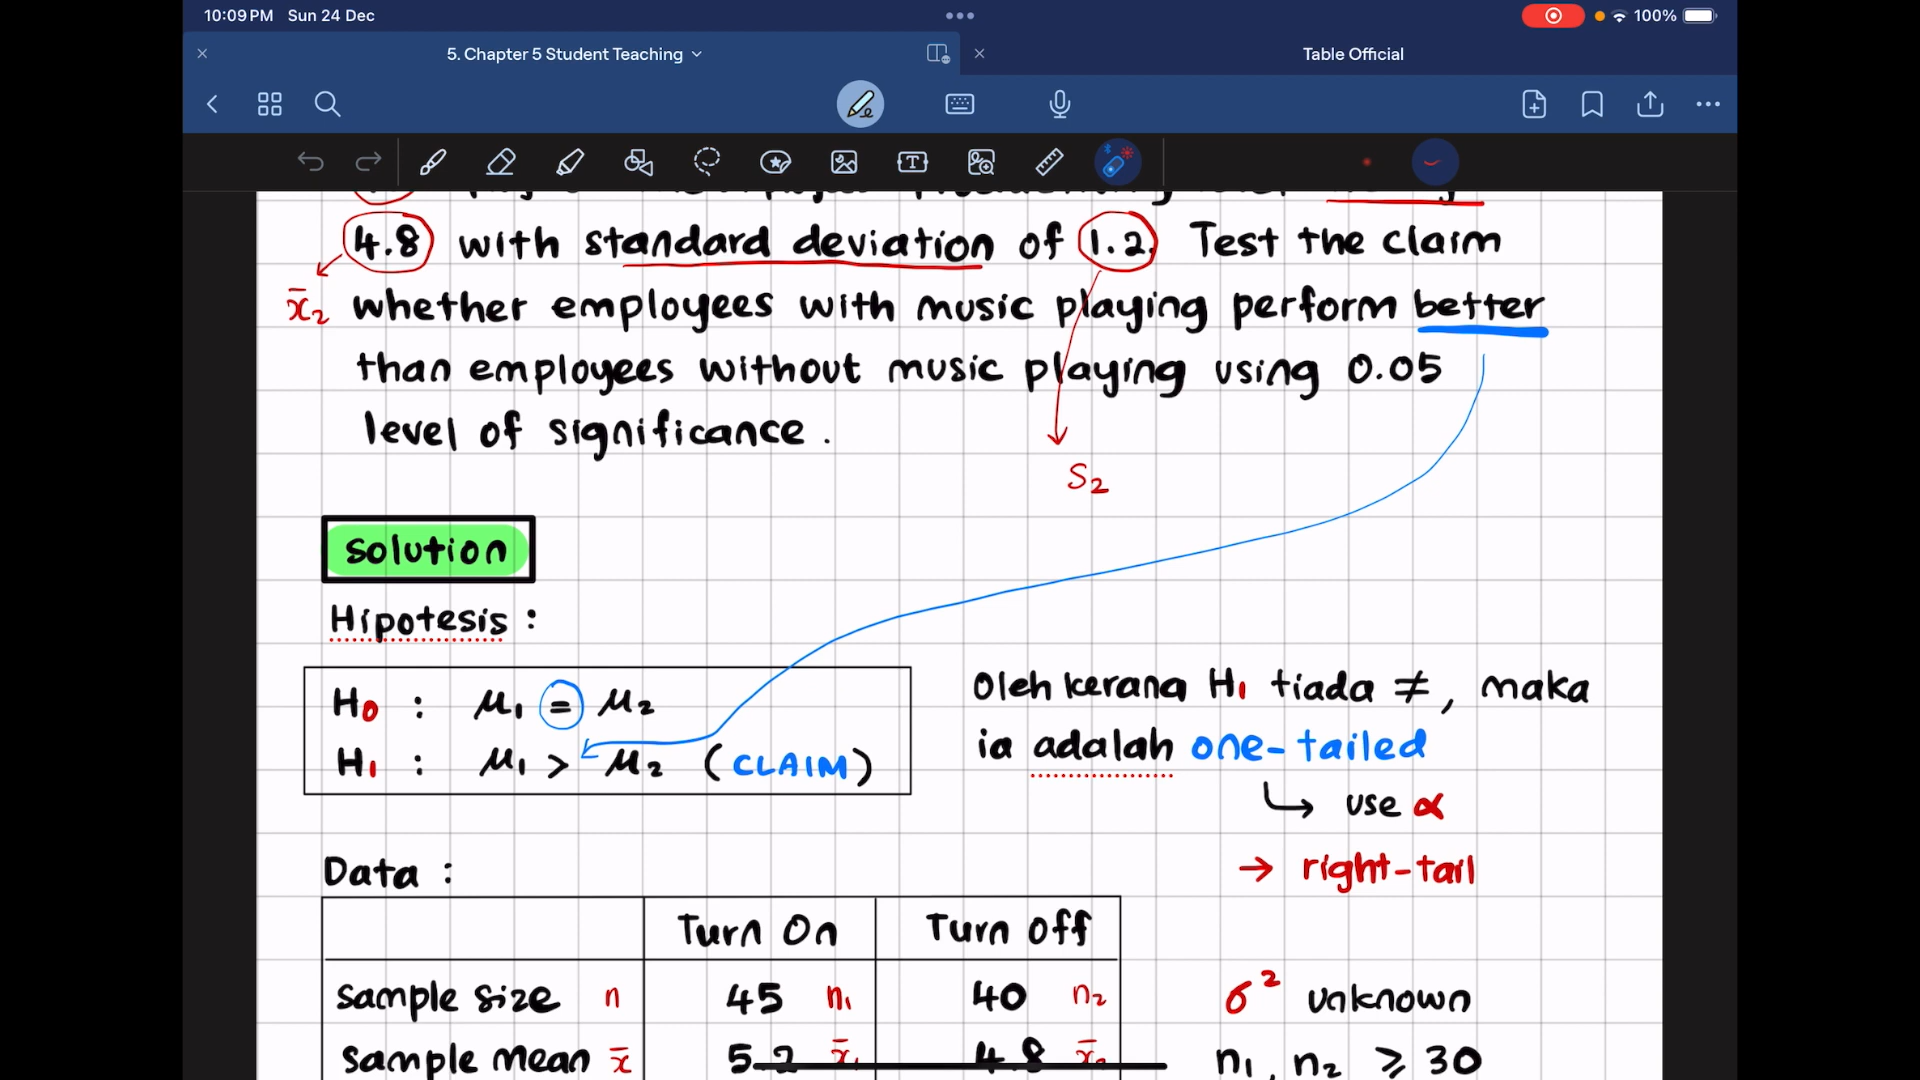 10:09 PM Sun 24 Dec
100%
5. Chapter 5 Student Teaching
Table Official
4.8 with standard deviation of 1.2. Test the claim
x̄₂ whether employees with music playing perform better
than employees without music playing using 0.05
level of significance.
S₂
solution
Hipotesis :
H₀ : μ₁ = μ₂
H₁ : μ₁ > μ₂ (CLAIM)
Oleh kerana H₁ tiada ≠, maka
ia adalah one-tailed
↳ use α
→ right-tail
Data :
Turn On Turn Off
sample size n 45 n₁ 40 n₂
sample mean x̄ 5.2 x̄₁ 4.8 x̄₂
σ² unknown
n₁, n₂ ⩾ 30